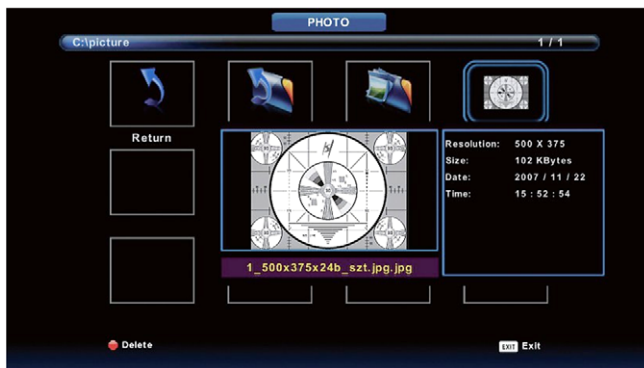 PHOTO
C:\picture 1 / 1
Return
Resolution: 500 X 375
Size: 102 KBytes
Date: 2007 / 11 / 22
Time: 15 : 52 : 54
1_500x375x24b_szt.jpg.jpg
Delete
EXIT Exit